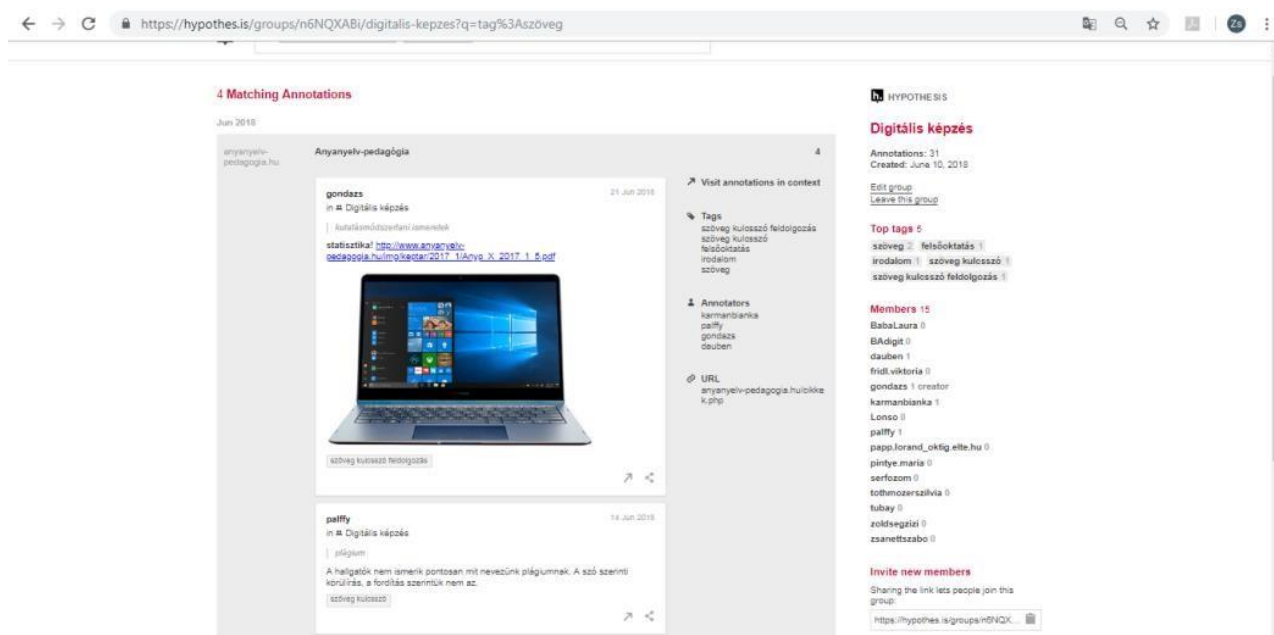 https://hypothes.is/groups/n6NQXABi/digitalis-kepzes?q=tag%3Aszöveg
Zs
4 Matching Annotations
Jun 2018
anyanyelv-
pedagogia.hu
Anyanyelv-pedagógia
4
gondazs
21 Jun 2018
in Digitális képzés
kutatásmódszertani ismeretek
statisztika! http://www.anyanyelv-
pedagogia.hu/img/keptar/2017_1/Anyp_X_2017_1_5.pdf
szöveg kulcsszó feldolgozás
palffy
14 Jun 2018
in Digitális képzés
plágium
A hallgatók nem ismerik pontosan mit nevezünk plágiumnak. A szó szerinti
körülírás, a fordítás szerintük nem az.
szöveg kulcsszó
Visit annotations in context
Tags
szöveg kulcsszó feldolgozás
szöveg kulcsszó
felsőoktatás
irodalom
szöveg
Annotators
karmanbianka
palffy
gondazs
dauben
URL
anyanyelv-pedagogia.hu/cikke
k.php
h.
HYPOTHESIS
Digitális képzés
Annotations: 31
Created: June 10, 2018
Edit group
Leave this group
Top tags 5
szöveg 2 felsőoktatás 1
irodalom 1 szöveg kulcsszó 1
szöveg kulcsszó feldolgozás 1
Members 15
BabaLaura 0
BAdigit 0
dauben 1
fridl.viktoria 0
gondazs 1 creator
karmanbianka 1
Lonso 0
palffy 1
papp.lorand_oktig.elte.hu 0
pintye.maria 0
serfozom 0
tothmozerszilvia 0
tubay 0
zoldsegzizi 0
zsanettszabo 0
Invite new members
Sharing the link lets people join this
group:
https://hypothes.is/groups/n6NQX...